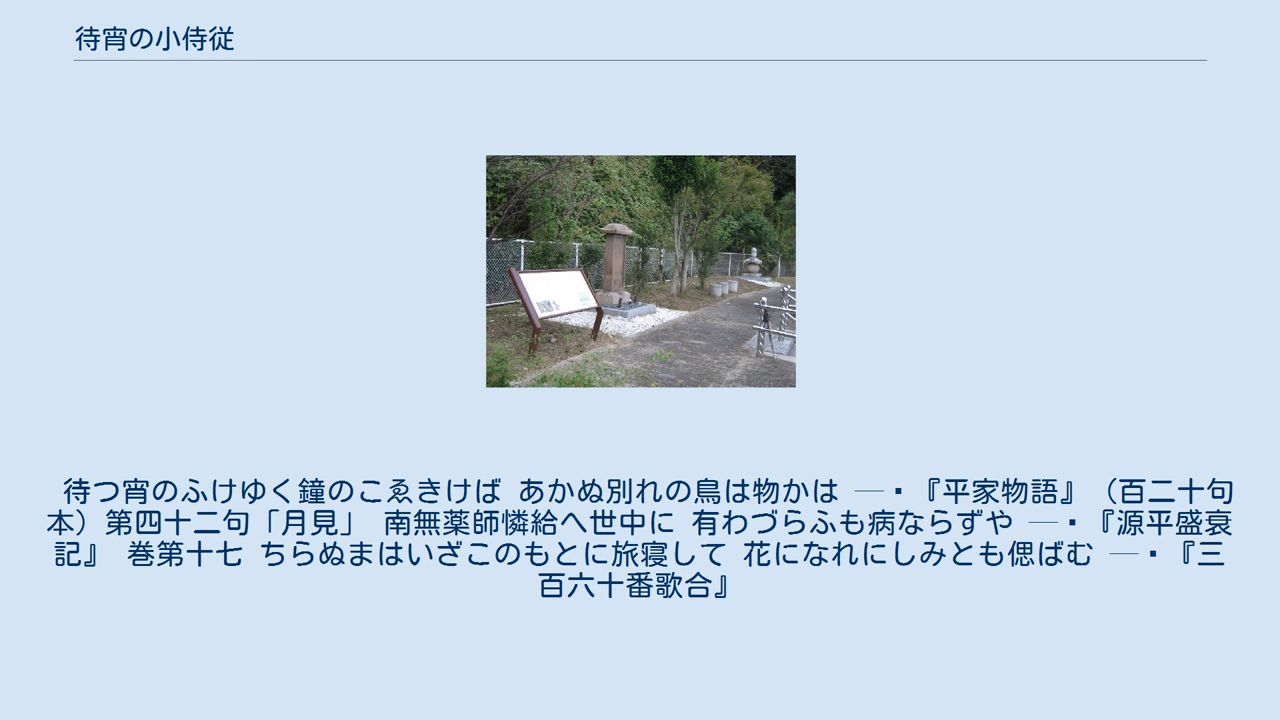 待宵の小侍従
待つ宵のふけゆく鐘のこゑきけば あかぬ別れの鳥は物かは ―・『平家物語』（百二十句
本）第四十二句「月見」 南無薬師憐給へ世中に 有わづらふも病ならずや ―・『源平盛衰
記』 巻第十七 ちらぬまはいざこのもとに旅寝して 花になれにしみとも偲ばむ ―・『三
百六十番歌合』